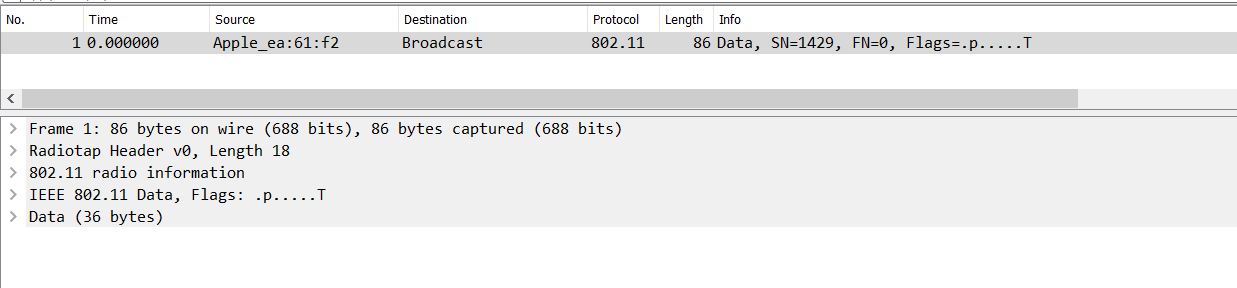 No. Time Source Destination Protocol Length Info
1 0.000000 Apple_ea:61:f2 Broadcast 802.11 86 Data, SN=1429, FN=0, Flags=.p.....T
Frame 1: 86 bytes on wire (688 bits), 86 bytes captured (688 bits)
Radiotap Header v0, Length 18
802.11 radio information
IEEE 802.11 Data, Flags: .p.....T
Data (36 bytes)